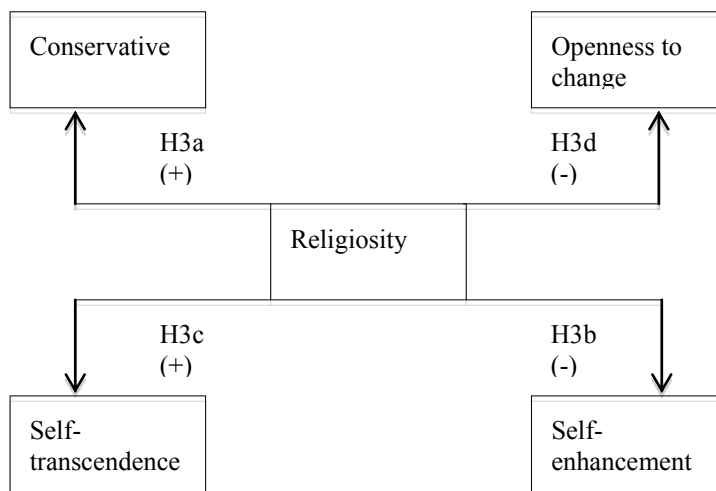 Conservative
Openness to
change
H3a
(+)
H3d
(-)
Religiosity
H3c
(+)
H3b
(-)
Self-
transcendence
Self-
enhancement